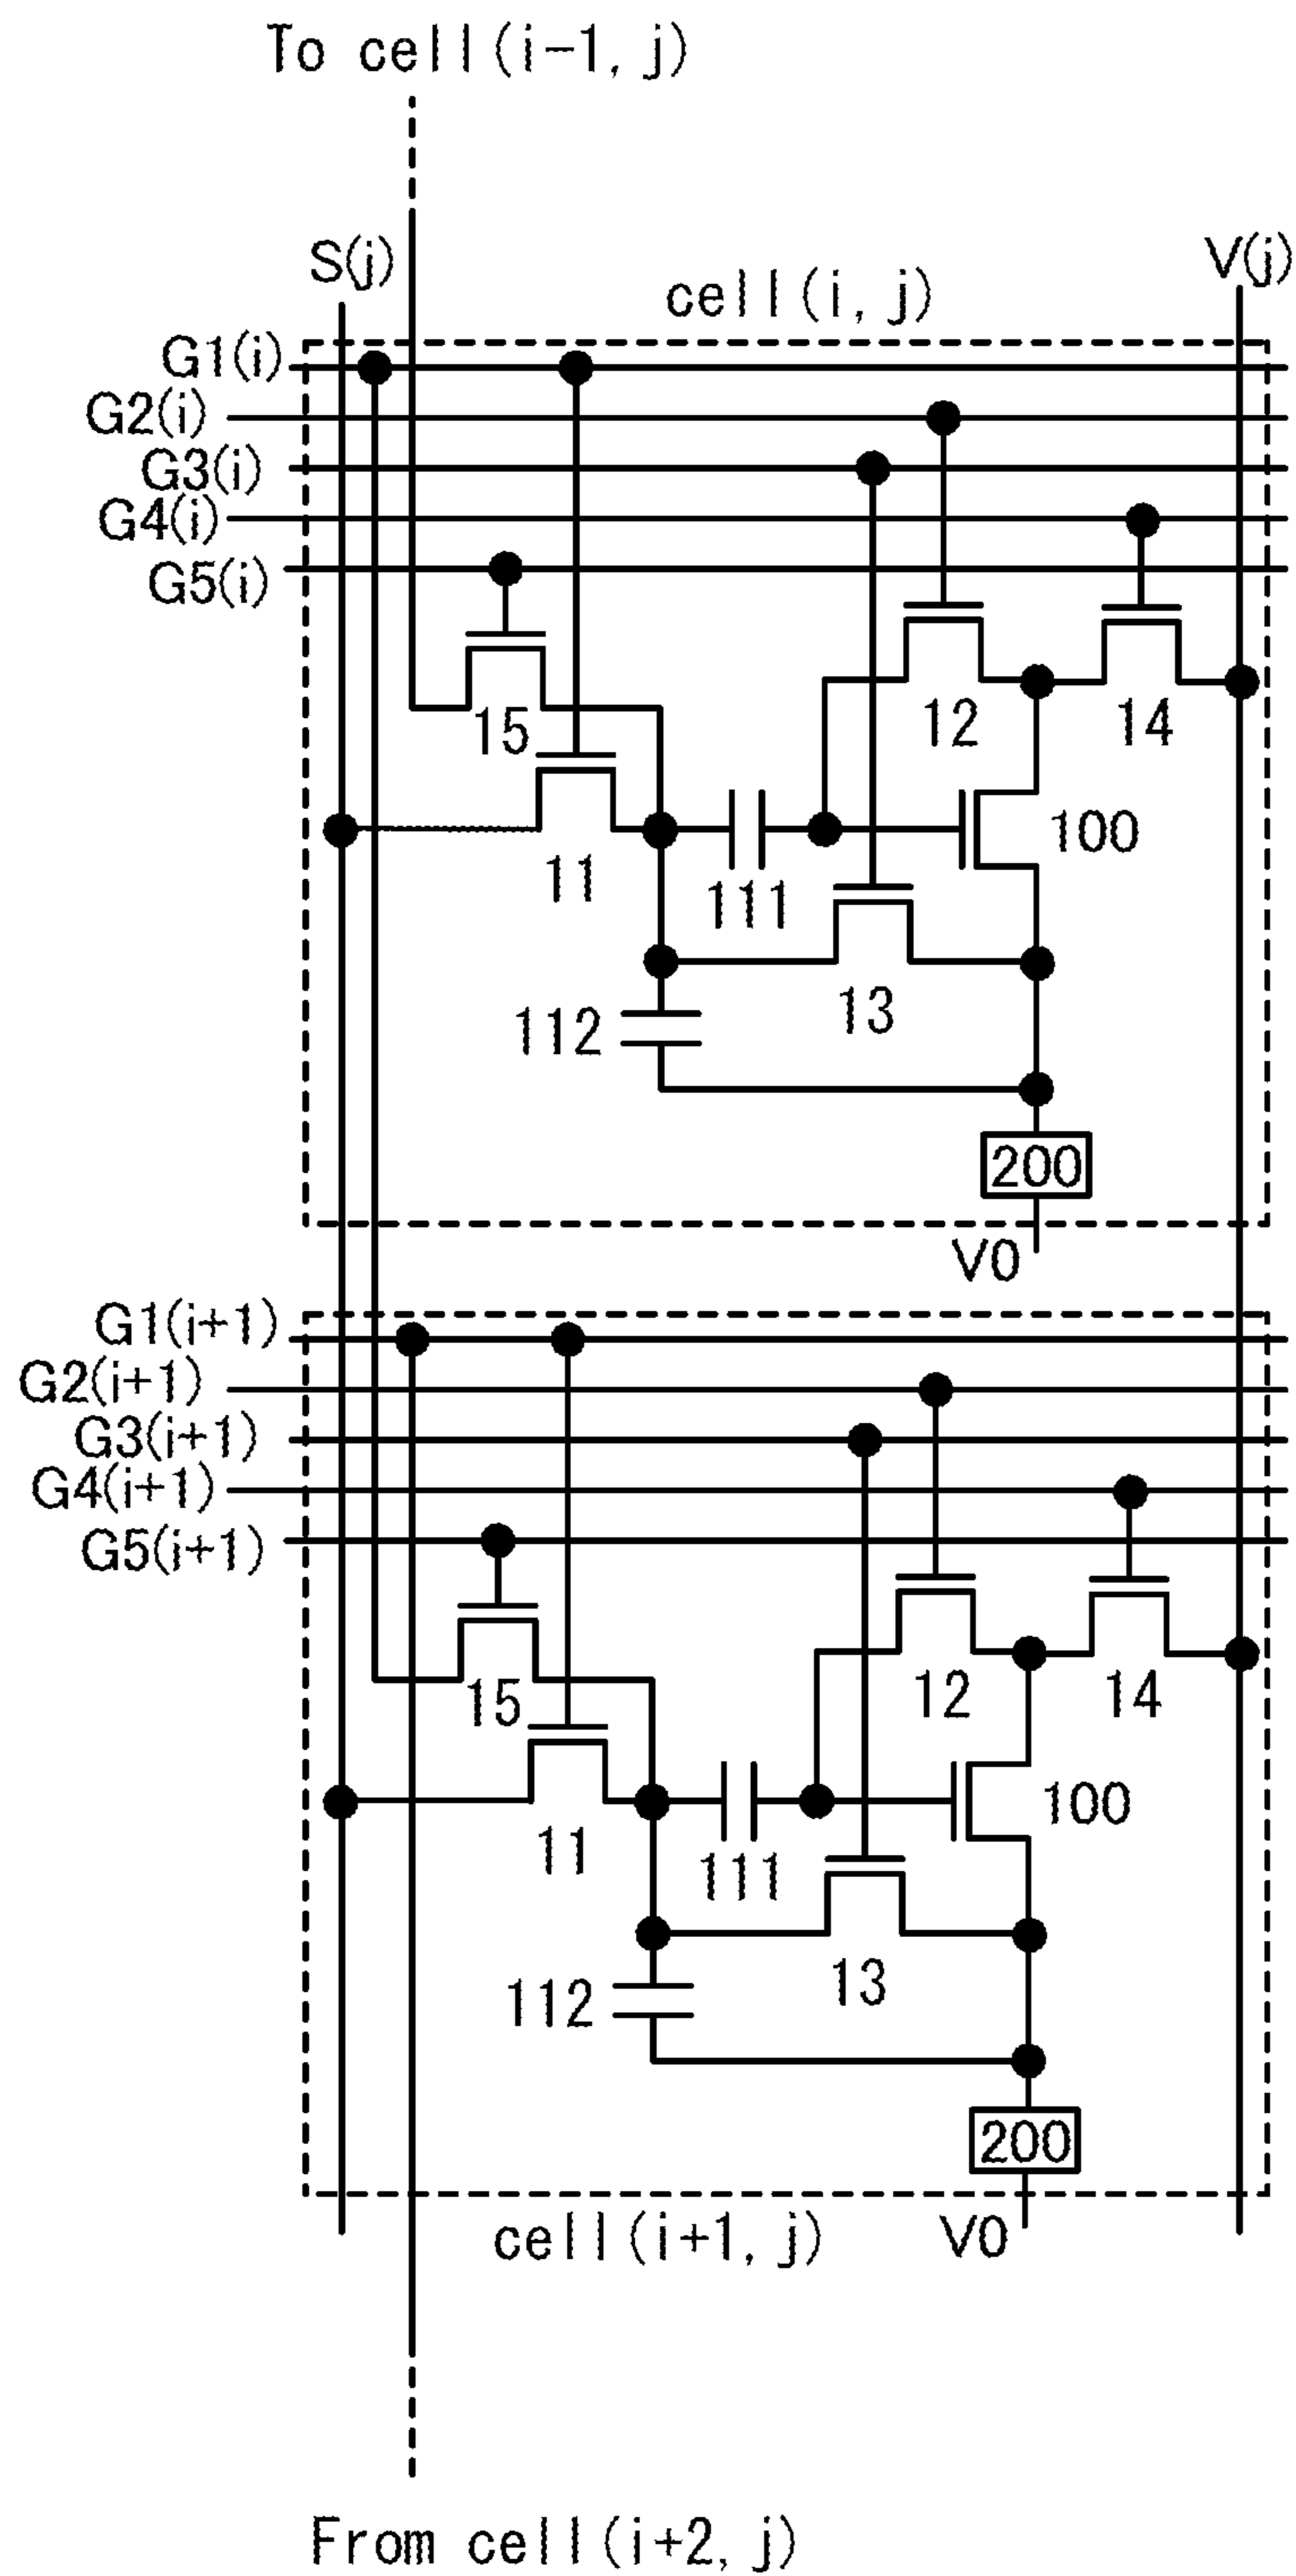 To cell(i-1, j)
S(j)
V(j)
cell(i, j)
G1(i)
G2(i)
G3(i)
G4(i)
G5(i)
15
12
14
11
111
100
112
13
200
V0
G1(i+1)
G2(i+1)
G3(i+1)
G4(i+1)
G5(i+1)
15
12
14
11
111
100
112
13
200
cell(i+1, j)
V0
From cell(i+2, j)